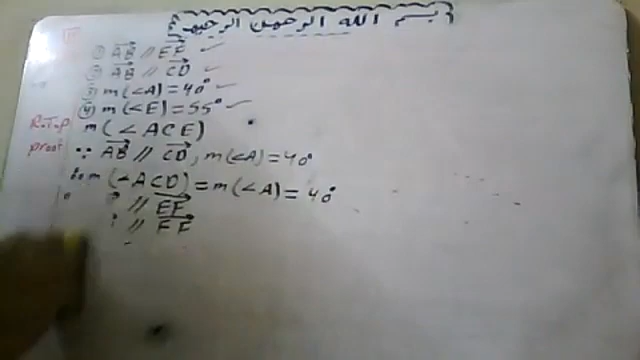 بسم الله الرحمن الرحيم
① AB // EF ✓
② AB // CD ✓
③ m(∠A) = 40° ✓
④ m(∠E) = 55° ✓
R.T.P m(∠ACE)
proof ∵ AB // CD, m(∠A) = 40°
∴ m(∠ACD) = m(∠A) = 40°
// EF
// EF